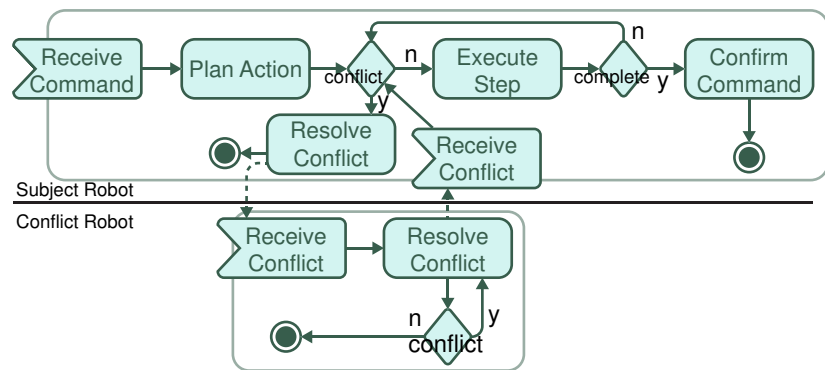 Receive
Command
Plan Action
conflict
n
y
Execute
Step
complete
n
y
Confirm
Command
Resolve
Conflict
Receive
Conflict
Subject Robot
Conflict Robot
Receive
Conflict
Resolve
Conflict
n
y
conflict